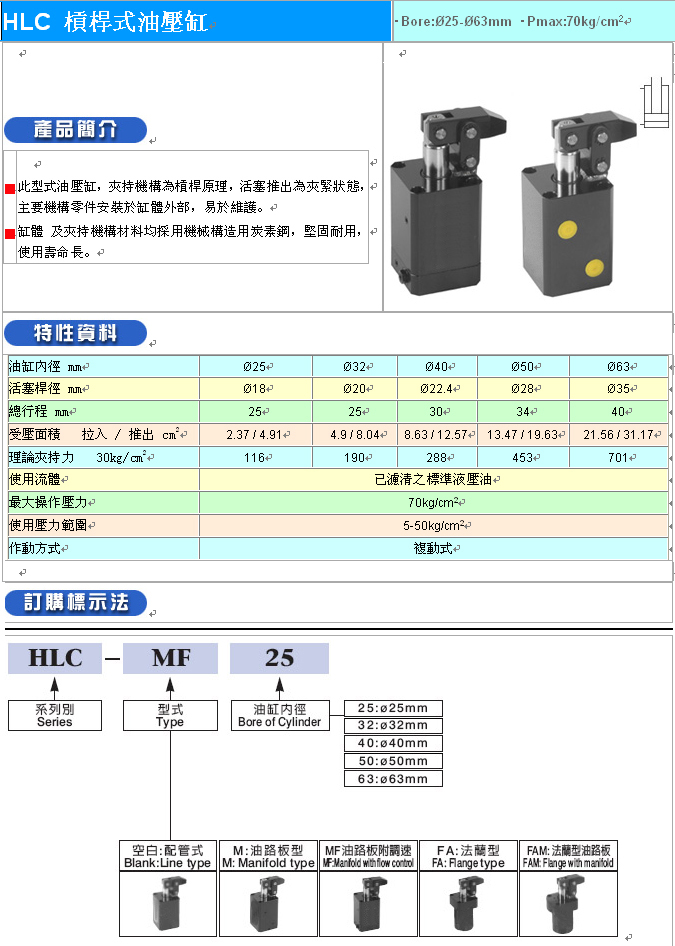 HLC 槓桿式油壓缸
·Bore:Ø25-Ø63mm ·Pmax:70kg/cm²
產品簡介
此型式油壓缸，夾持機構為槓桿原理，活塞推出為夾緊狀態，
主要機構零件安裝於缸體外部，易於維護。
缸體 及夾持機構材料均採用機械構造用炭素鋼，堅固耐用，
使用壽命長。
特性資料
油缸內徑 mm Ø25 Ø32 Ø40 Ø50 Ø63
活塞桿徑 mm Ø18 Ø20 Ø22.4 Ø28 Ø35
總行程 mm 25 25 30 34 40
受壓面積 拉入 / 推出 cm² 2.37 / 4.91 4.9 / 8.04 8.63 / 12.57 13.47 / 19.63 21.56 / 31.17
理論夾持力 30kg/cm² 116 190 288 453 701
使用流體 已濾清之標準液壓油
最大操作壓力 70kg/cm²
使用壓力範圍 5-50kg/cm²
作動方式 複動式
訂購標示法
HLC – MF 25
系列別 型式 油缸內徑
Series Type Bore of Cylinder
25:ø25mm
32:ø32mm
40:ø40mm
50:ø50mm
63:ø63mm
空白:配管式 M:油路板型 MF油路板附調速 FA:法蘭型 FAM:法蘭型油路板
Blank:Line type M: Manifold type MF:Manifold with flow control FA: Flange type FAM: Flange with manifold